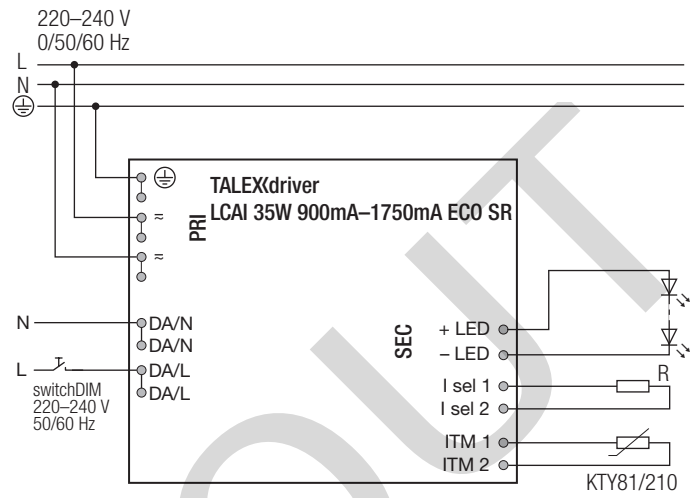 220–240 V
0/50/60 Hz
L
N
TALEXXdriver
LCAI 35W 900mA–1750mA ECO SR
PRI
≂
≂
N
DA/N
DA/N
L
DA/L
DA/L
switchDIM
220–240 V
50/60 Hz
SEC
+ LED
– LED
I sel 1
I sel 2
R
ITM 1
ITM 2
KTY81/210
OUT